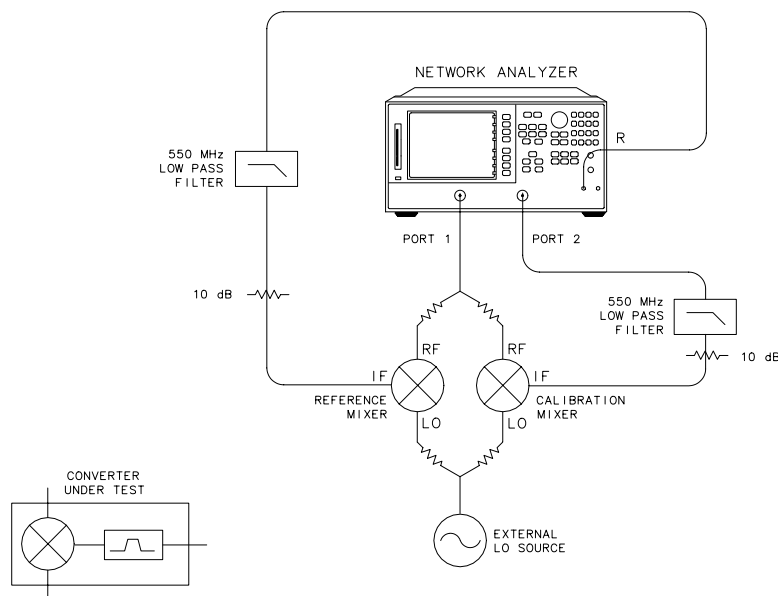 NETWORK ANALYZER
R
550 MHz
LOW PASS
FILTER
PORT 1
PORT 2
10 dB
550 MHz
LOW PASS
FILTER
10 dB
RF
RF
IF
IF
REFERENCE
MIXER
CALIBRATION
MIXER
LO
LO
CONVERTER
UNDER TEST
EXTERNAL
LO SOURCE